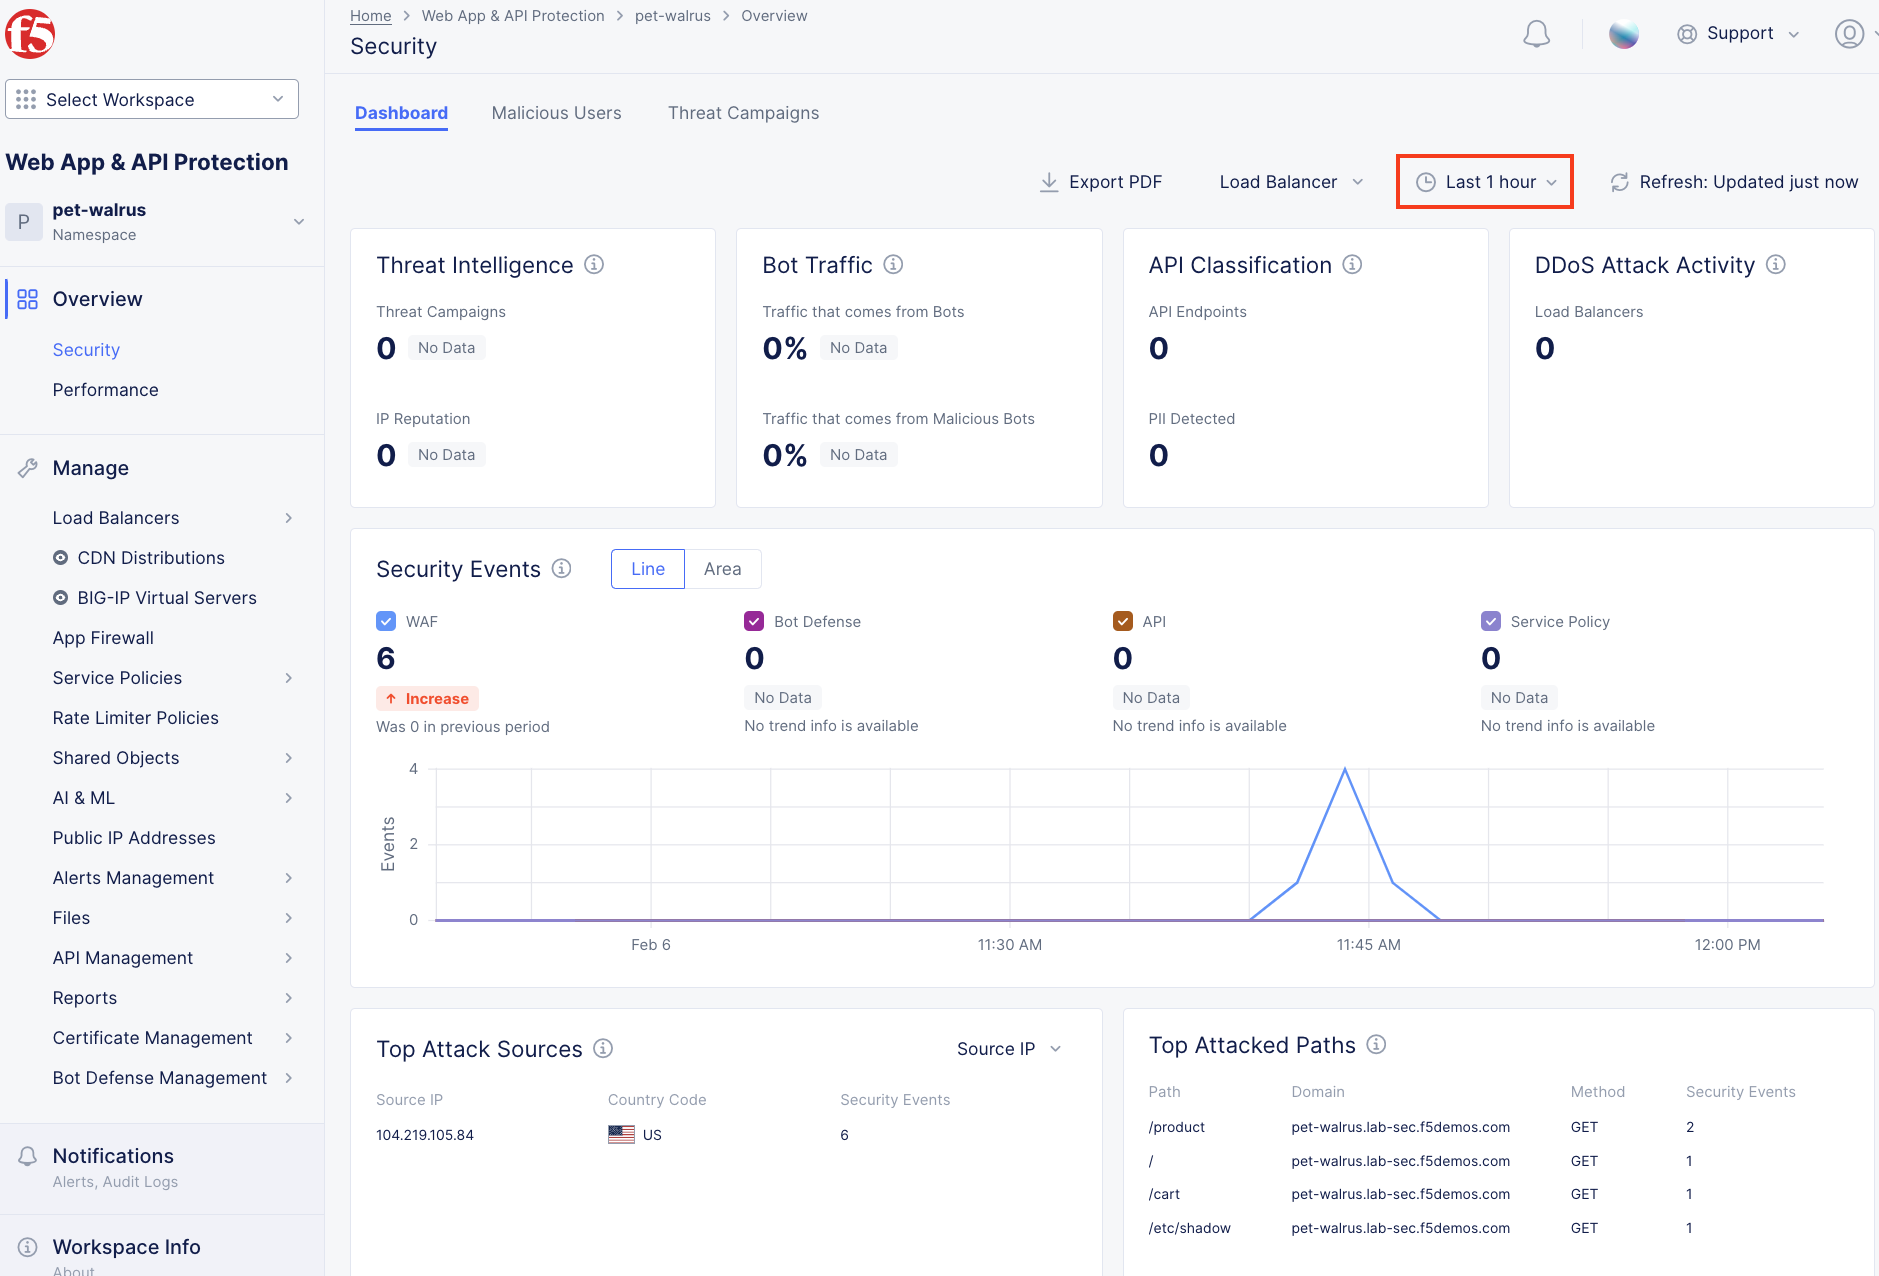 f5
Select Workspace
Web App & API Protection
P
pet-walrus
Namespace
Overview
Security
Performance
Manage
Load Balancers
CDN Distributions
BIG-IP Virtual Servers
App Firewall
Service Policies
Rate Limiter Policies
Shared Objects
AI & ML
Public IP Addresses
Alerts Management
Files
API Management
Reports
Certificate Management
Bot Defense Management
Notifications
Alerts, Audit Logs
Workspace Info
About
Home > Web App & API Protection > pet-walrus > Overview
Security
Support
Dashboard Malicious Users Threat Campaigns
Export PDF Load Balancer Last 1 hour Refresh: Updated just now
Threat Intelligence
Threat Campaigns
0 No Data
IP Reputation
0 No Data
Bot Traffic
Traffic that comes from Bots
0% No Data
Traffic that comes from Malicious Bots
0% No Data
API Classification
API Endpoints
0
PII Detected
0
DDoS Attack Activity
Load Balancers
0
Security Events Line Area
WAF
6
Increase
Was 0 in previous period
Bot Defense
0
No Data
No trend info is available
API
0
No Data
No trend info is available
Service Policy
0
No Data
No trend info is available
Events
4
2
0
Feb 6 11:30 AM 11:45 AM 12:00 PM
Top Attack Sources Source IP
Source IP Country Code Security Events
104.219.105.84 US 6
Top Attacked Paths
Path Domain Method Security Events
/product pet-walrus.lab-sec.f5demos.com GET 2
/ pet-walrus.lab-sec.f5demos.com GET 1
/cart pet-walrus.lab-sec.f5demos.com GET 1
/etc/shadow pet-walrus.lab-sec.f5demos.com GET 1